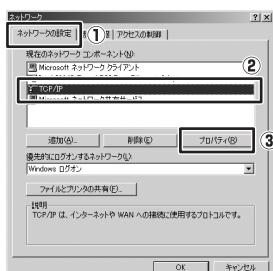 ネットワーク
ネットワークの設定 ① アクセスの制御
現在のネットワーク コンポーネント(N):
②
Microsoft ネットワーク クライアント
TCP/IP
追加(A)... 削除(E) プロパティ(R) ③
優先的にログオンするネットワーク(L):
Windows ログオン
ファイルとプリンタの共有(F)...
説明
TCP/IP は、インターネットや WAN への接続に使用するプロトコルです。
OK キャンセル